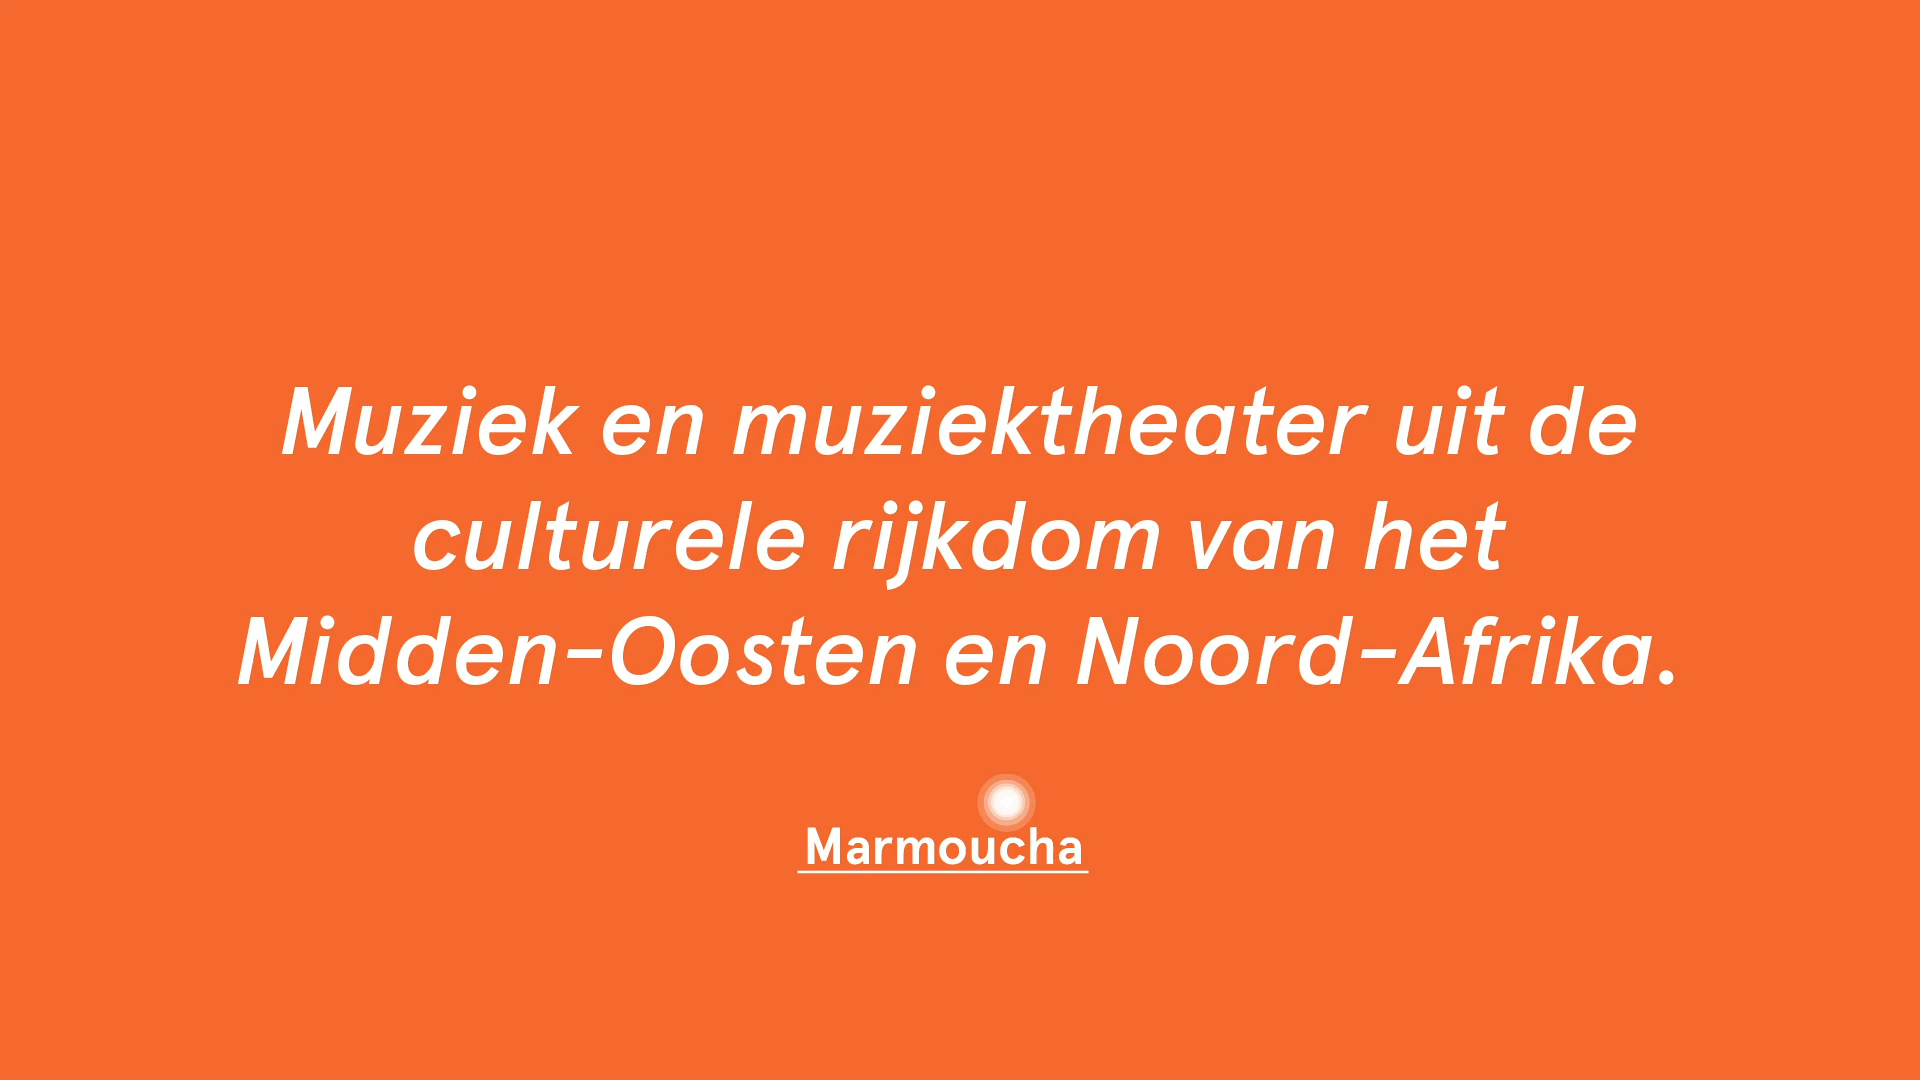 Muziek en muziektheater uit de
culturele rijkdom van het
Midden-Oosten en Noord-Afrika.
Marmoucha